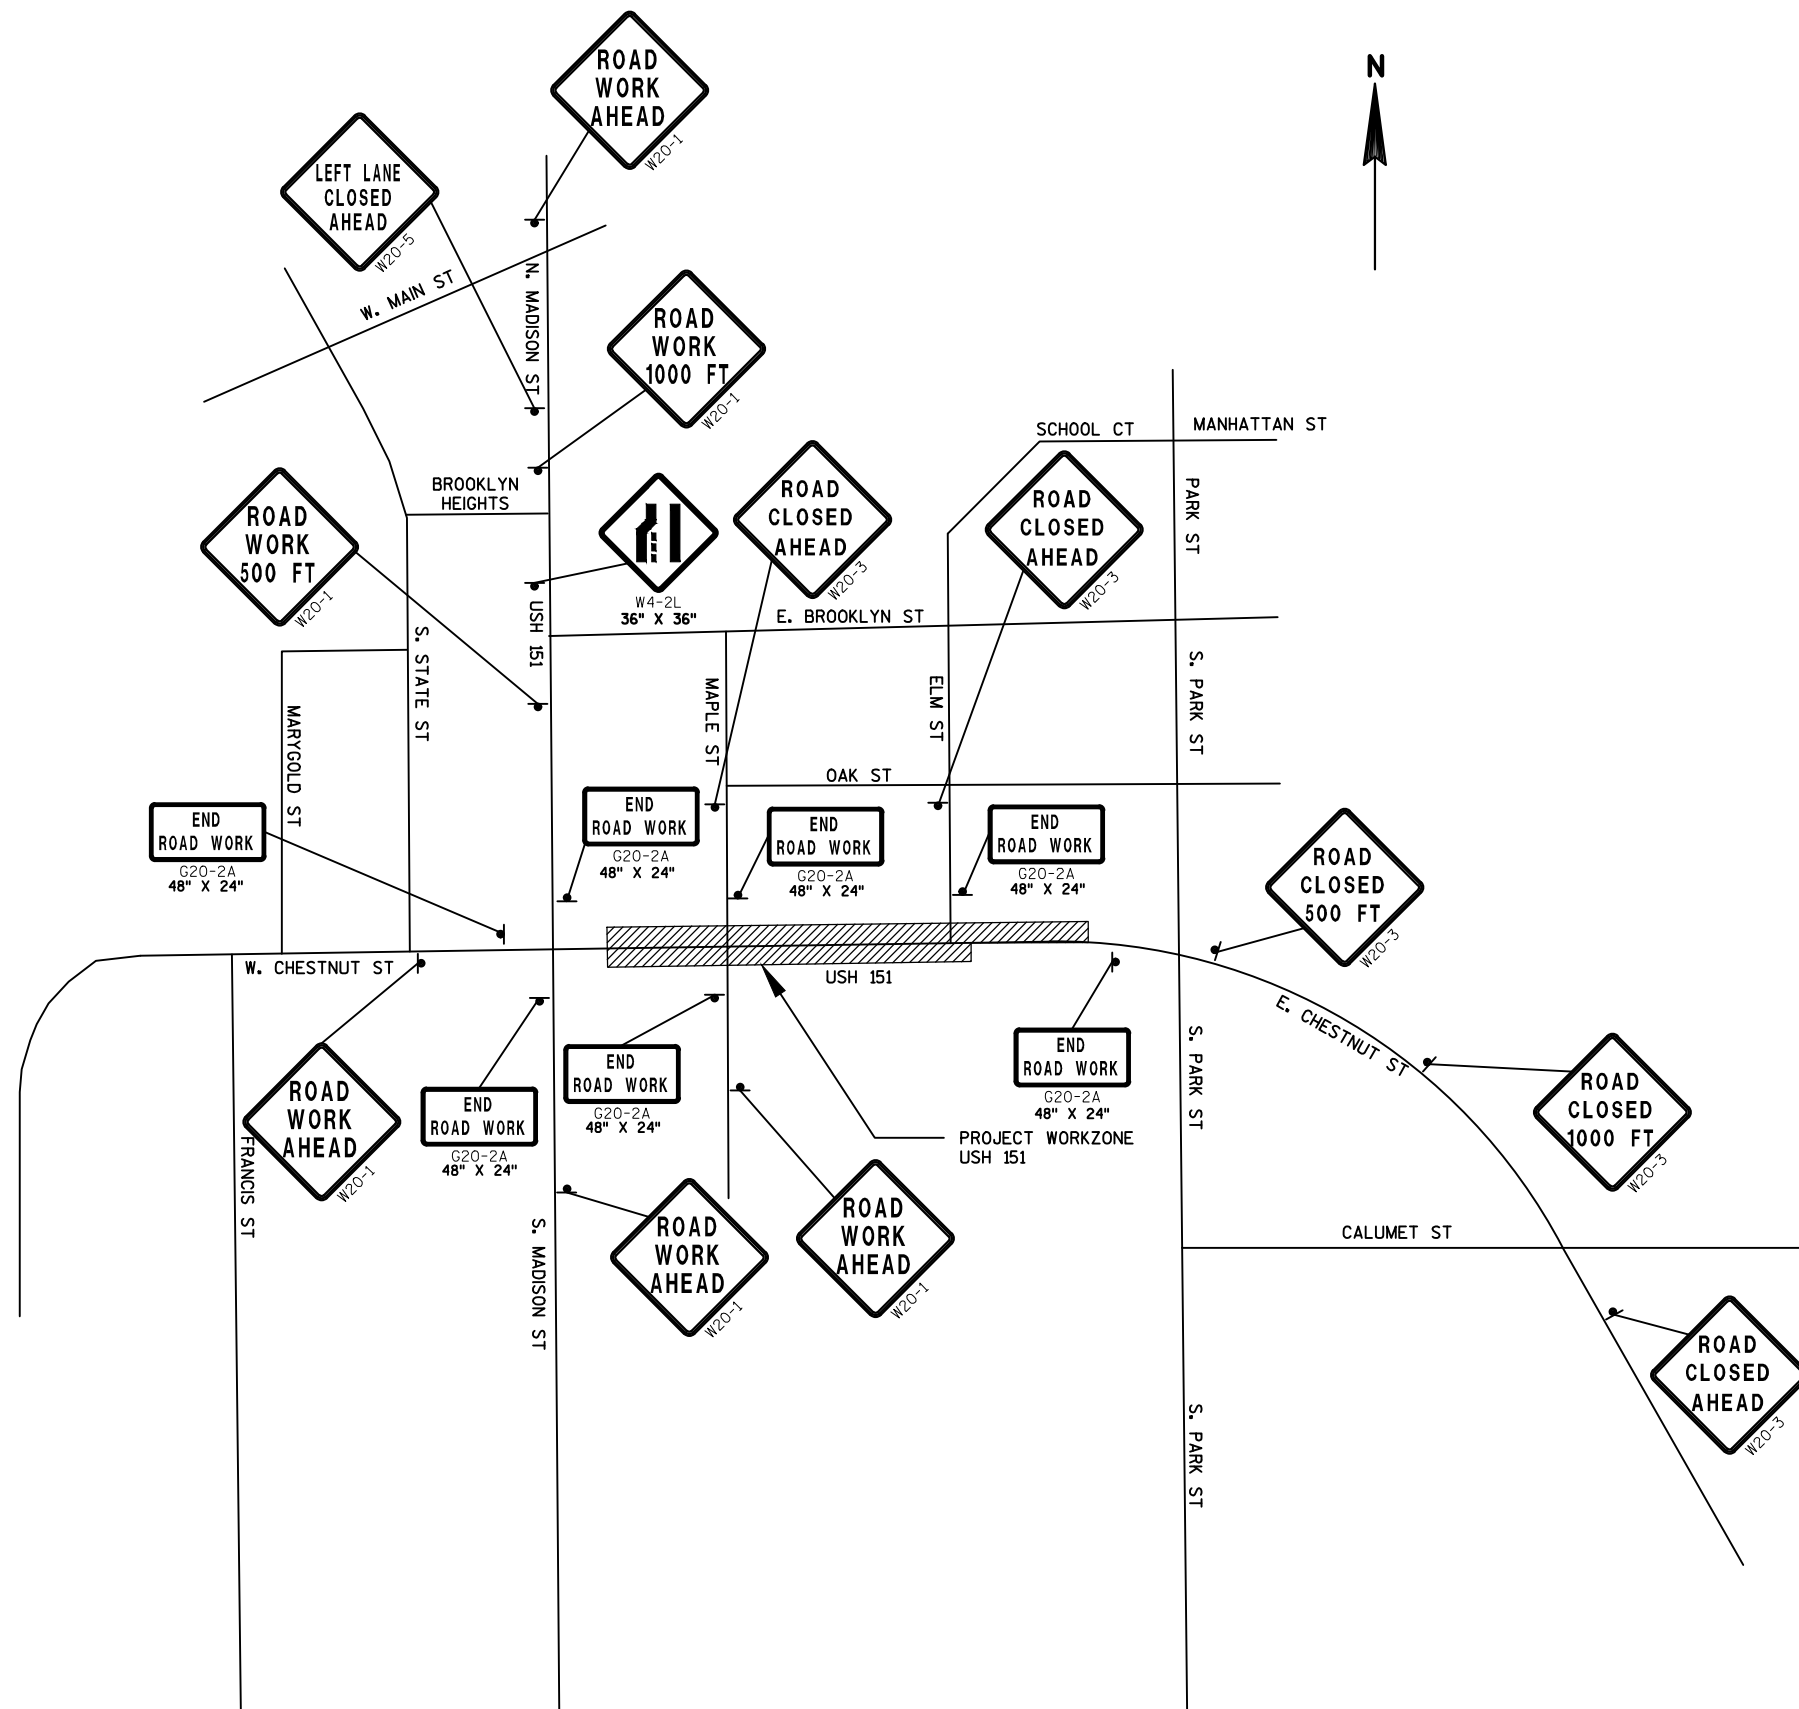 ROAD
WORK
AHEAD
W20-1
N
LEFT LANE
CLOSED
AHEAD
W20-5
W. MAIN ST
N. MADISON ST
ROAD
WORK
1000 FT
W20-1
SCHOOL CT
MANHATTAN ST
BROOKLYN
HEIGHTS
ROAD
WORK
500 FT
W20-1
W4-2L
36" X 36"
ROAD
CLOSED
AHEAD
W20-3
ROAD
CLOSED
AHEAD
W20-3
PARK ST
E. BROOKLYN ST
USH 151
S. STATE ST
MARYGOLD ST
MAPLE ST
ELM ST
S. PARK ST
OAK ST
END
ROAD WORK
G20-2A
48" X 24"
END
ROAD WORK
G20-2A
48" X 24"
END
ROAD WORK
G20-2A
48" X 24"
END
ROAD WORK
G20-2A
48" X 24"
ROAD
CLOSED
500 FT
W20-3
W. CHESTNUT ST
USH 151
E. CHESTNUT ST
ROAD
WORK
AHEAD
W20-1
FRANCIS ST
END
ROAD WORK
G20-2A
48" X 24"
END
ROAD WORK
G20-2A
48" X 24"
END
ROAD WORK
G20-2A
48" X 24"
S. PARK ST
ROAD
CLOSED
1000 FT
W20-3
PROJECT WORKZONE
USH 151
S. MADISON ST
ROAD
WORK
AHEAD
W20-1
ROAD
WORK
AHEAD
W20-1
CALUMET ST
ROAD
CLOSED
AHEAD
W20-3
S. PARK ST